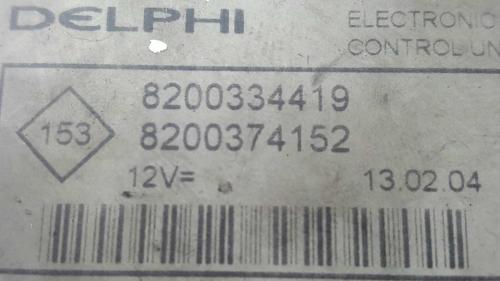 DELPHI
ELECTRONIC
CONTROL UN
8200334419
153
8200374152
12V=
13.02.04